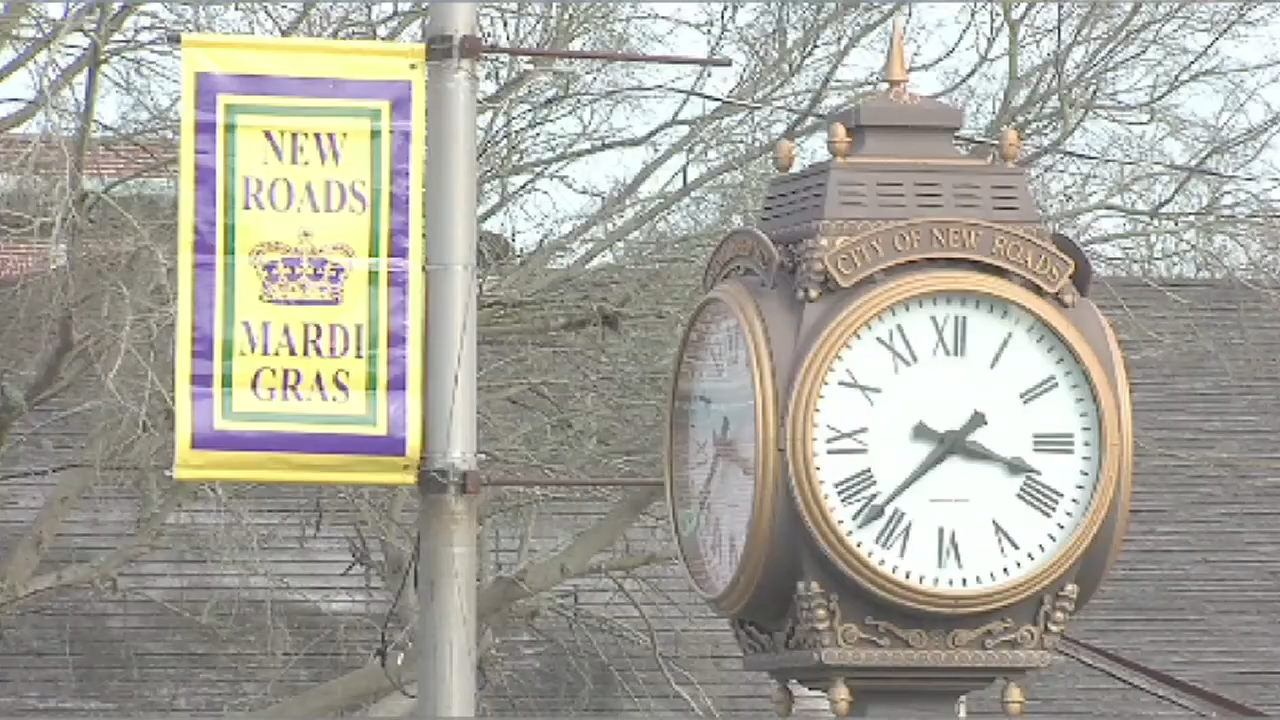 NEW
ROADS
MARDI
GRAS
CITY OF NEW ROADS
XII
I
II
III
IIII
V
VI
VII
VIII
IX
X
XI